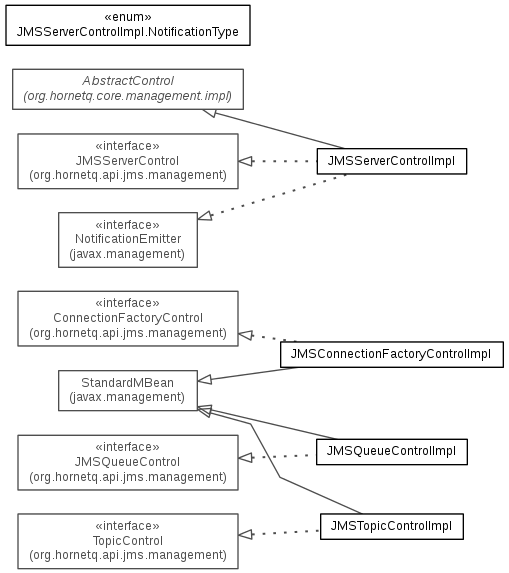 «enum»
JMSServerControlImpl.NotificationType
AbstractControl
(org.hornetq.core.management.impl)
«interface»
JMSServerControl
(org.hornetq.api.jms.management)
JMSServerControlImpl
«interface»
NotificationEmitter
(javax.management)
«interface»
ConnectionFactoryControl
(org.hornetq.api.jms.management)
JMSConnectionFactoryControlImpl
StandardMBean
(javax.management)
«interface»
JMSQueueControl
(org.hornetq.api.jms.management)
JMSQueueControlImpl
«interface»
TopicControl
(org.hornetq.api.jms.management)
JMSTopicControlImpl